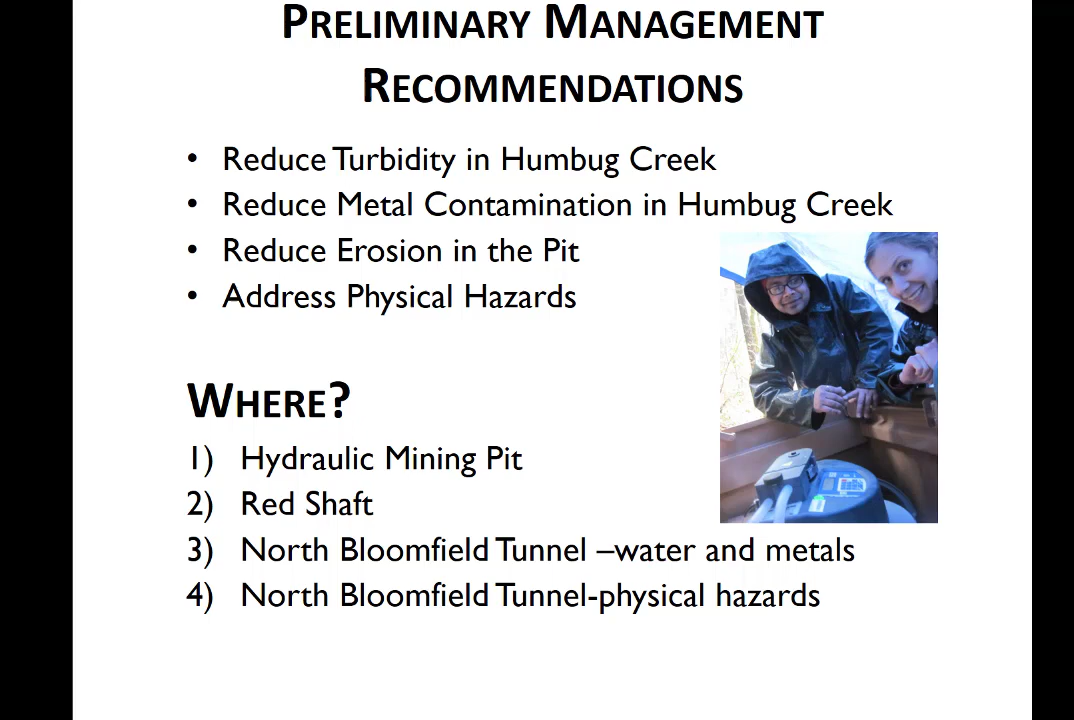 PRELIMINARY MANAGEMENT
RECOMMENDATIONS
• Reduce Turbidity in Humbug Creek
• Reduce Metal Contamination in Humbug Creek
• Reduce Erosion in the Pit
• Address Physical Hazards
WHERE?
1) Hydraulic Mining Pit
2) Red Shaft
3) North Bloomfield Tunnel –water and metals
4) North Bloomfield Tunnel-physical hazards